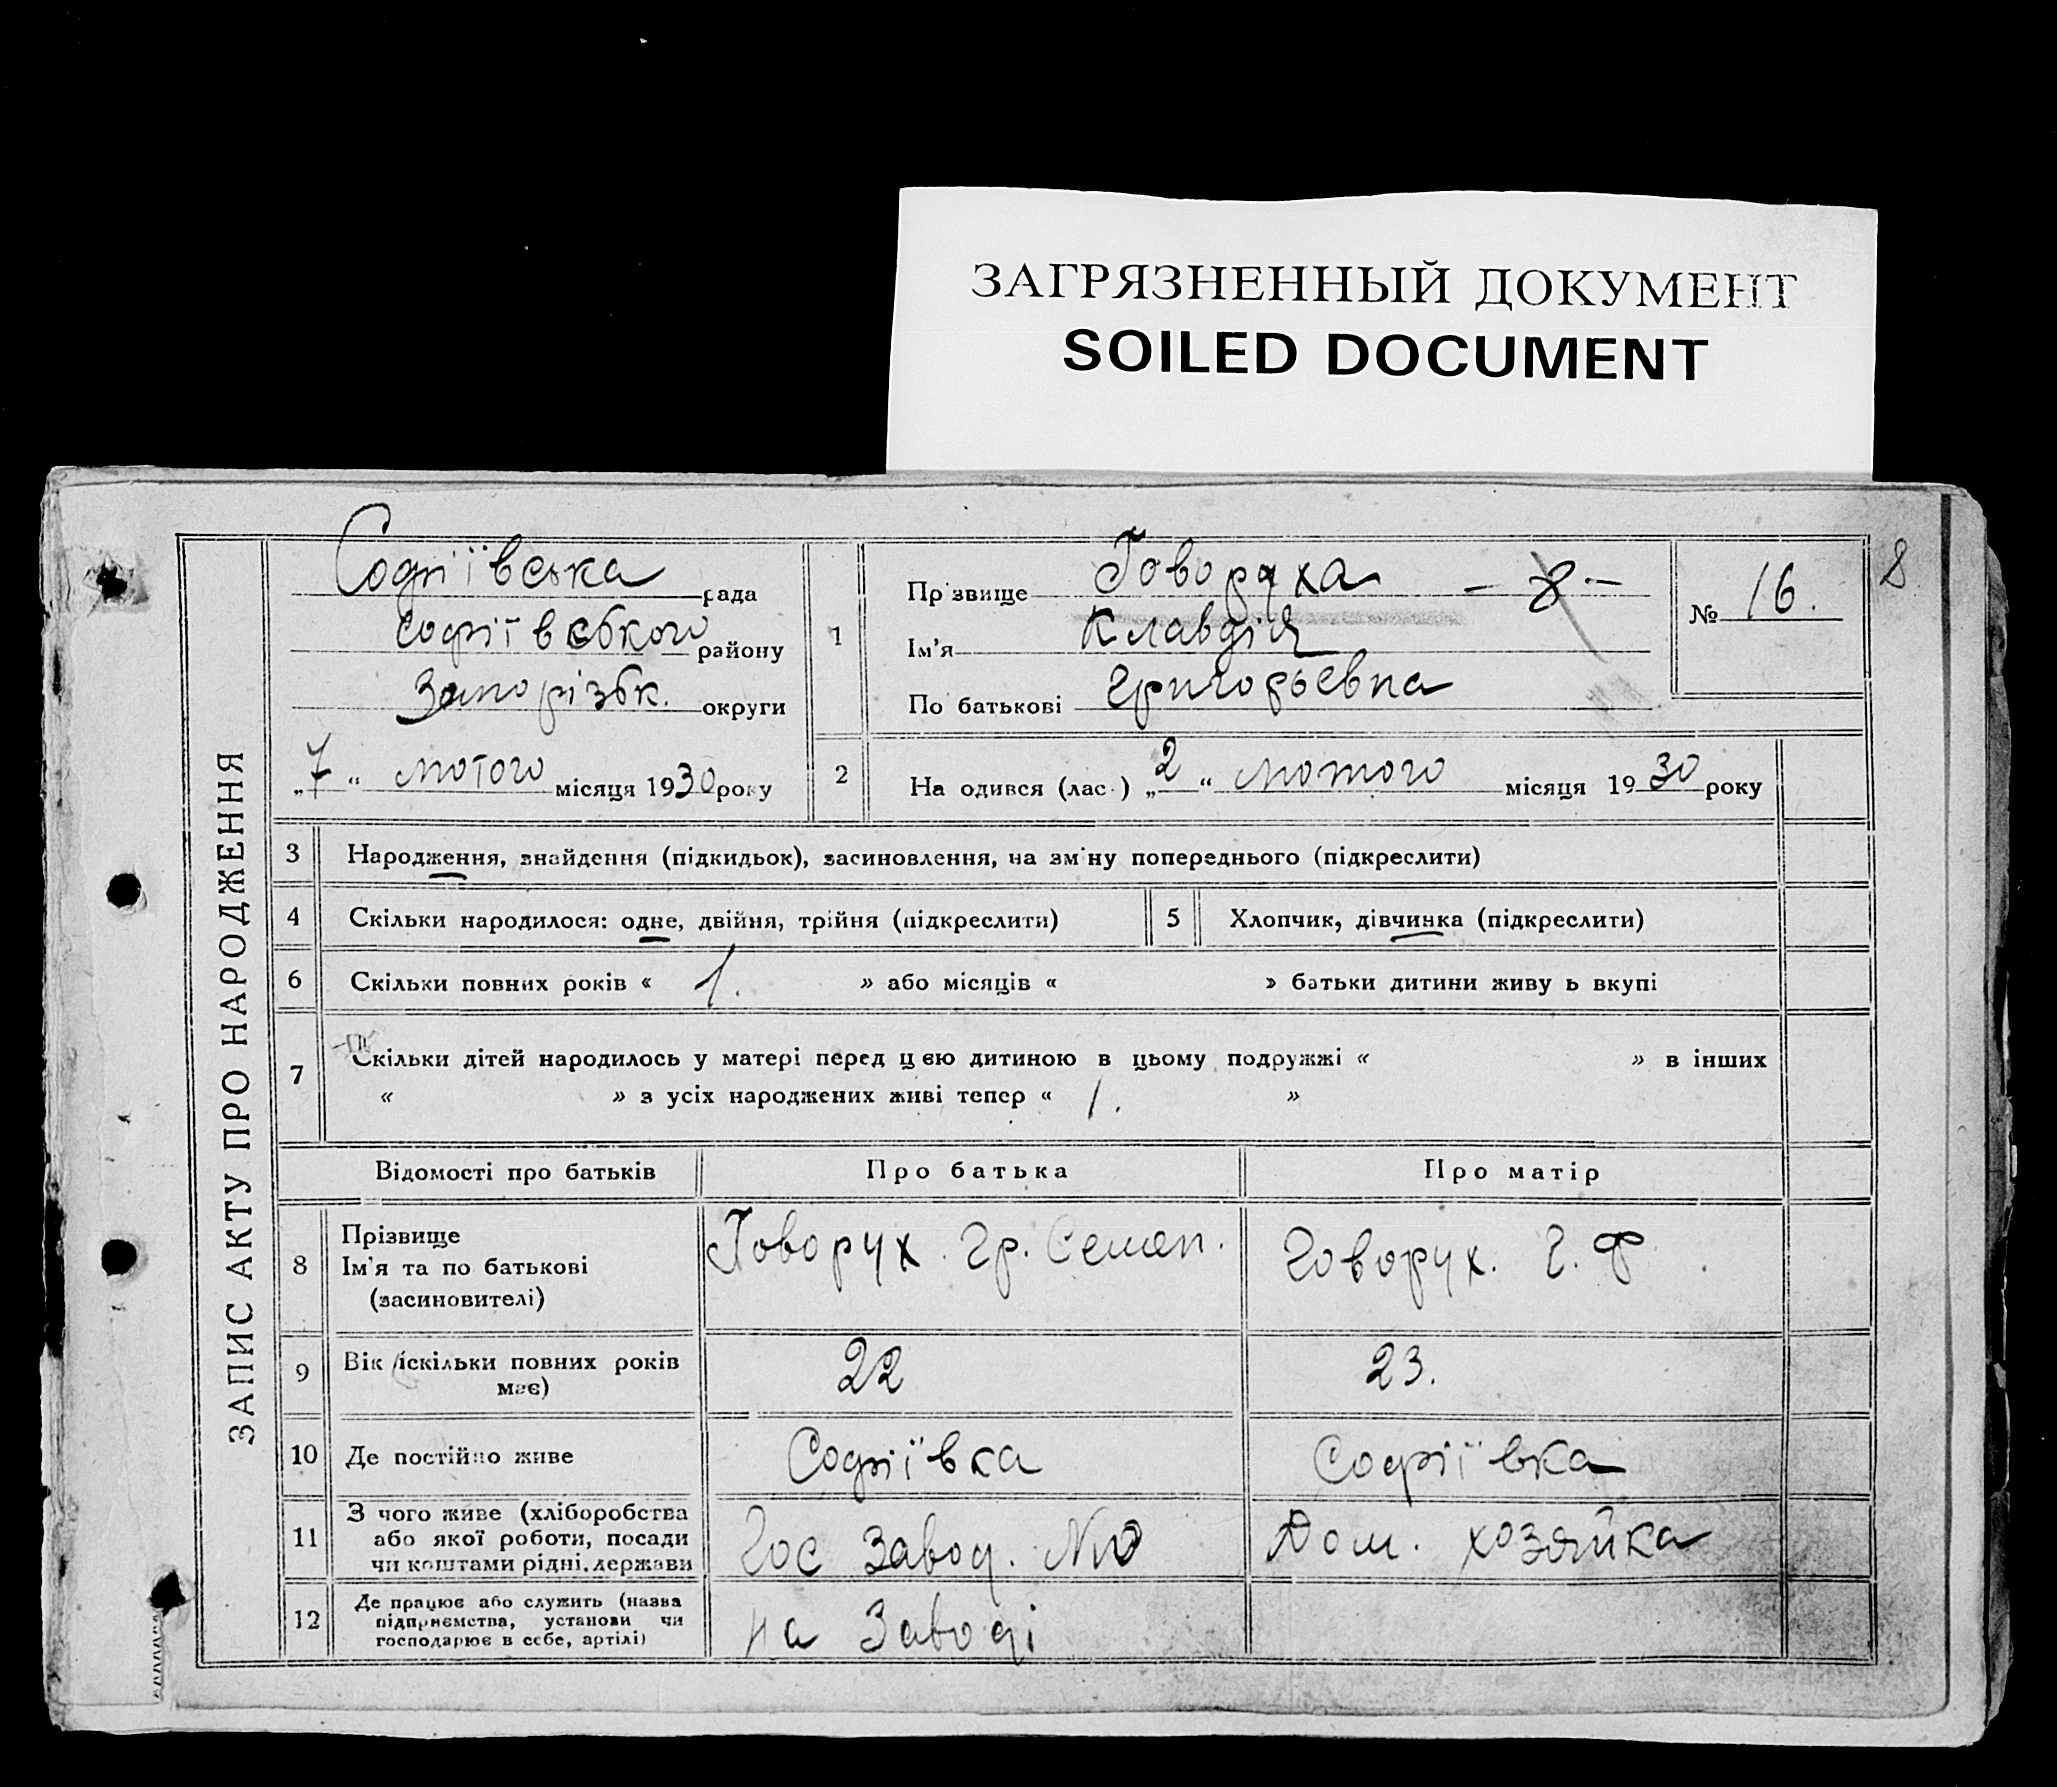 ЗАГРЯЗНЕННЫЙ ДОКУМЕНТ
SOILED DOCUMENT
8
ЗАПИС АКТУ ПРО НАРОДЖЕННЯ
Софіївська рада
Софіївського району
Запорізьк. округи
„7“ лютого місяця 1930 року
1
Прізвище Говоруха — 8 —
Ім'я Клавдія
По батькові Григорьевна
№ 16.
2 На одився (лас.) „2“ лютого місяця 1930 року
3 Народження, знайдення (підкидьок), засиновлення, на зміну попереднього (підкреслити)
4 Скільки народилося: одне, двійня, трійня (підкреслити) 5 Хлопчик, дівчинка (підкреслити)
6 Скільки повних років « 1. » або місяців « » батьки дитини живу ь вкупі
7 Скільки дітей народилось у матері перед цією дитиною в цьому подружжі « » в інших
« » з усіх народжених живі тепер « 1. »
Відомості про батьків Про батька Про матір
8 Прізвище
Ім'я та по батькові
(засиновителі)
Говорух. Гр. Семен. Говорух. Г. Ф.
9 Вік (скільки повних років
має)
22 23.
10 Де постійно живе Софіївка Софіївка
11 З чого живе (хліборобства
або якої роботи, посади
чи коштами рідні, держави
Гос Завод. Дом. хозяйка
12 Де працює або служить (назва
підприємства, установи чи
господарює в себе, артілі)
на Заводі